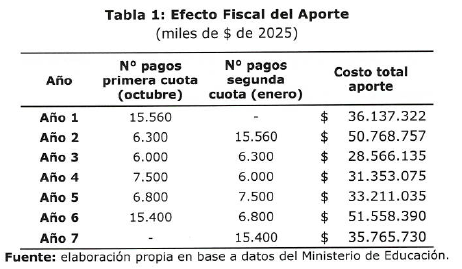 Tabla 1: Efecto Fiscal del Aporte
(miles de $ de 2025)
Año N° pagos primera cuota (octubre) N° pagos segunda cuota (enero) Costo total aporte
Año 1 15.560 - $ 36.137.322
Año 2 6.300 15.560 $ 50.768.757
Año 3 6.000 6.300 $ 28.566.135
Año 4 7.500 6.000 $ 31.353.075
Año 5 6.800 7.500 $ 33.211.035
Año 6 15.400 6.800 $ 51.558.390
Año 7 - 15.400 $ 35.765.730
Fuente: elaboración propia en base a datos del Ministerio de Educación.